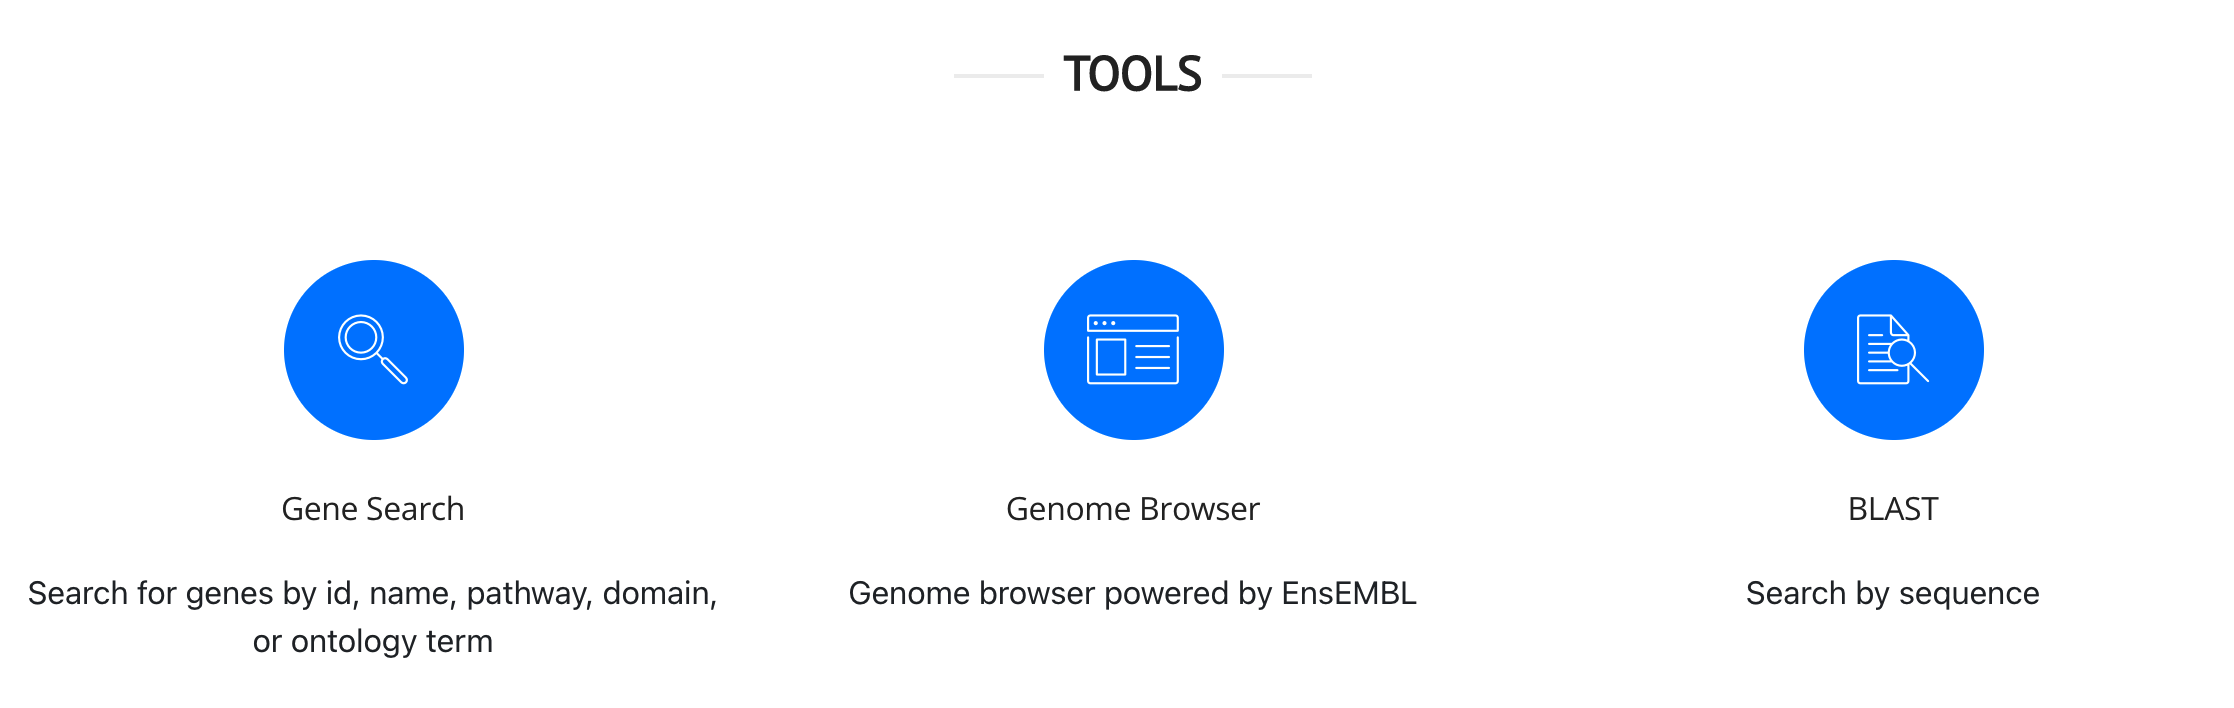 TOOLS
Gene Search
Search for genes by id, name, pathway, domain,
or ontology term
Genome Browser
Genome browser powered by EnsEMBL
BLAST
Search by sequence